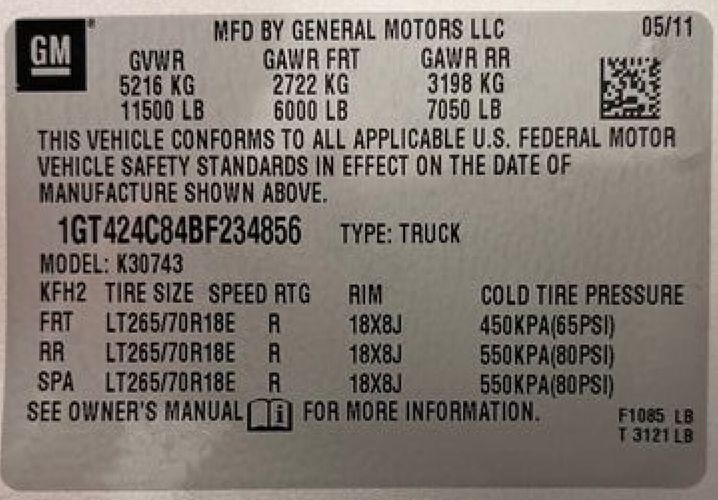 GM
®
MFD BY GENERAL MOTORS LLC 05/11
GVWR GAWR FRT GAWR RR
5216 KG 2722 KG 3198 KG
11500 LB 6000 LB 7050 LB
THIS VEHICLE CONFORMS TO ALL APPLICABLE U.S. FEDERAL MOTOR
VEHICLE SAFETY STANDARDS IN EFFECT ON THE DATE OF
MANUFACTURE SHOWN ABOVE.
1GT424C84BF234856 TYPE: TRUCK
MODEL: K30743
KFH2 TIRE SIZE SPEED RTG RIM COLD TIRE PRESSURE
FRT LT265/70R18E R 18X8J 450KPA(65PSI)
RR LT265/70R18E R 18X8J 550KPA(80PSI)
SPA LT265/70R18E R 18X8J 550KPA(80PSI)
SEE OWNER'S MANUAL i FOR MORE INFORMATION.
F1085 LB
T 3121 LB